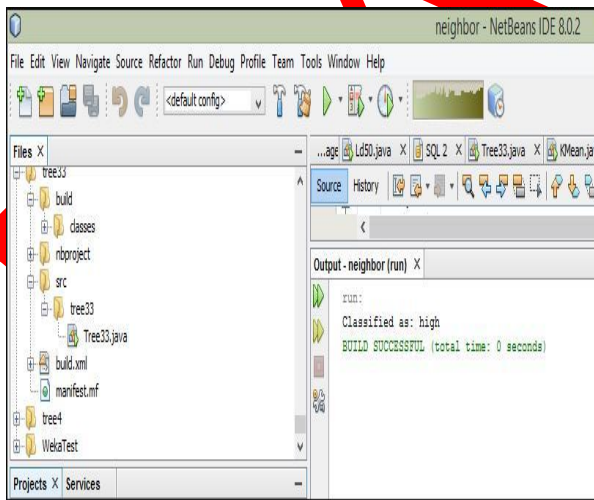 neighbor - NetBeans IDE 8.0.2
File Edit View Navigate Source Refactor Run Debug Profile Team Tools Window Help
<default config>
Files X
...age Ld50.java X SQL 2 X Tree33.java X KMean.ja
tree33
build
classes
nbproject
src
tree33
Tree33.java
build.xml
manifest.mf
tree4
WekaTest
Projects X Services
Source History
Output - neighbor (run) X
run:
Classified as: high
BUILD SUCCESSFUL (total time: 0 seconds)